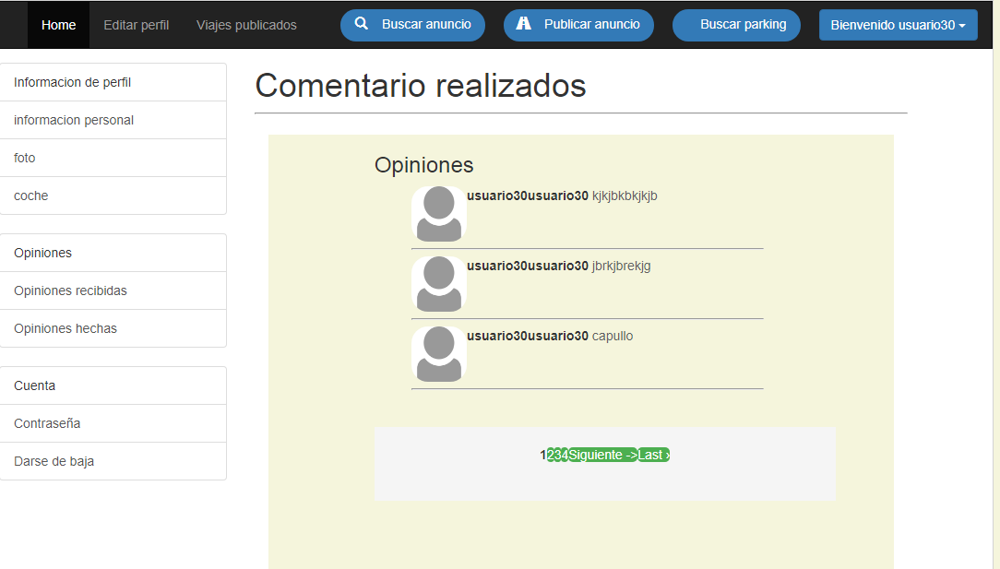 Home Editar perfil Viajes publicados Buscar anuncio Publicar anuncio Buscar parking Bienvenido usuario30
Informacion de perfil
informacion personal
foto
coche
Opiniones
Opiniones recibidas
Opiniones hechas
Cuenta
Contraseña
Darse de baja
Comentario realizados
Opiniones
usuario30usuario30 kjkjbkbkjkjb
usuario30usuario30 jbrkjbrekjg
usuario30usuario30 capullo
1234Siguiente ->Last ›